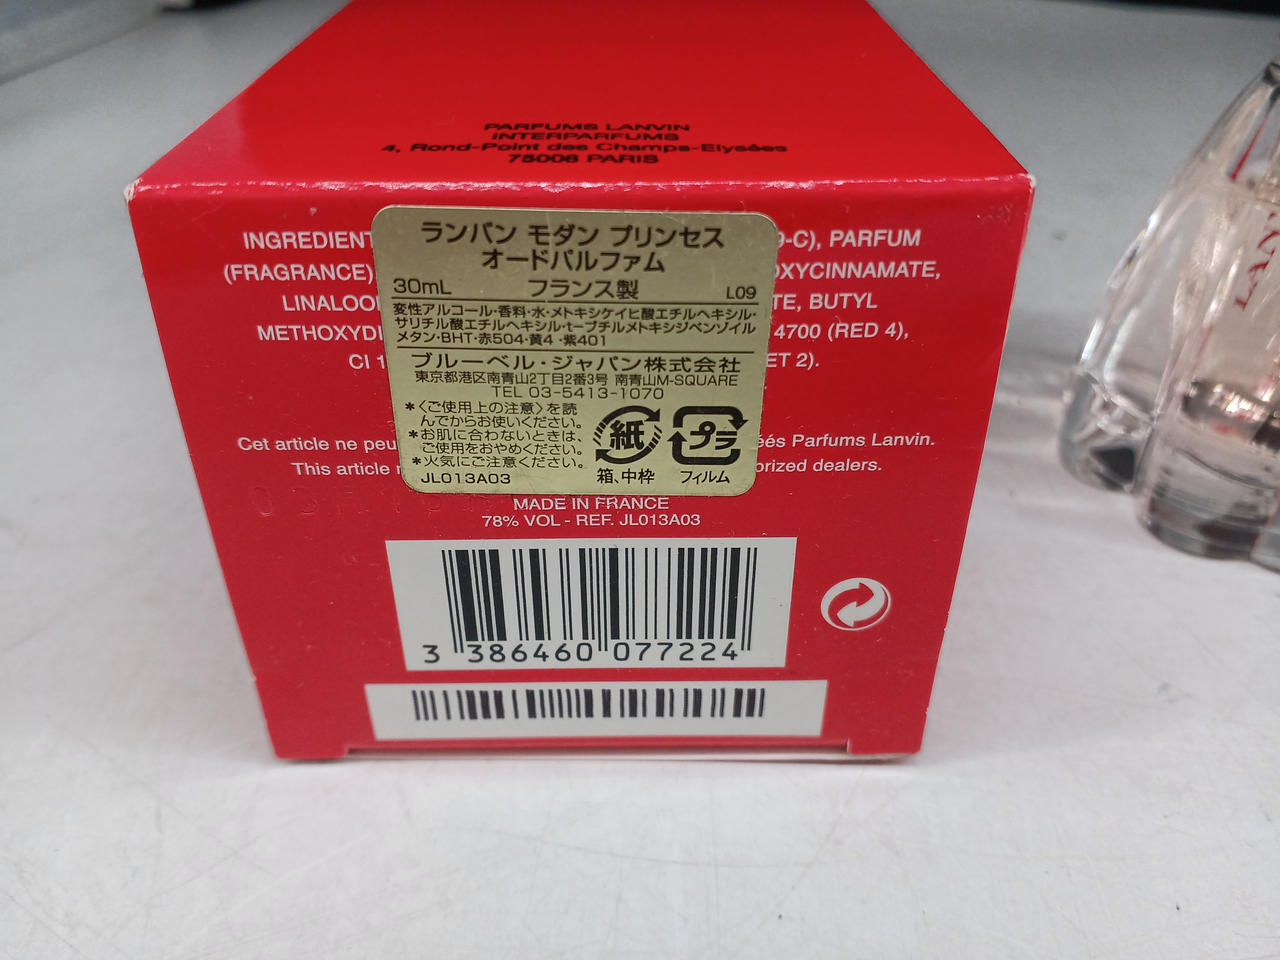 PARFUMS LANVIN
INTERPARFUMS
4, Rond-Point des Champs-Elysées
75008 PARIS
INGREDIENT
9-C), PARFUM
(FRAGRANCE)
OXYCINNAMATE,
LINALOOL
TE, BUTYL
METHOXYDI
4700 (RED 4),
CI 1
ET 2).
ランバン モダン プリンセス
オードパルファム
30mL フランス製 L09
変性アルコール・香料・水・メトキシケイヒ酸エチルヘキシル・
サリチル酸エチルヘキシル・t-ブチルメトキシジベンゾイル
メタン・BHT・赤504・黄4・紫401
ブルーベル・ジャパン株式会社
東京都港区南青山2丁目2番3号 南青山M-SQUARE
TEL 03-5413-1070
*〈ご使用上の注意〉を読
んでからお使いください。
*お肌に合わないときは、
ご使用をおやめください。
*火気にご注意ください。
JL013A03
紙
箱、中枠
プラ
フィルム
Cet article ne peu
éés Parfums Lanvin.
This article
orized dealers.
MADE IN FRANCE
78% VOL - REF. JL013A03
3 386460 077224
LAN